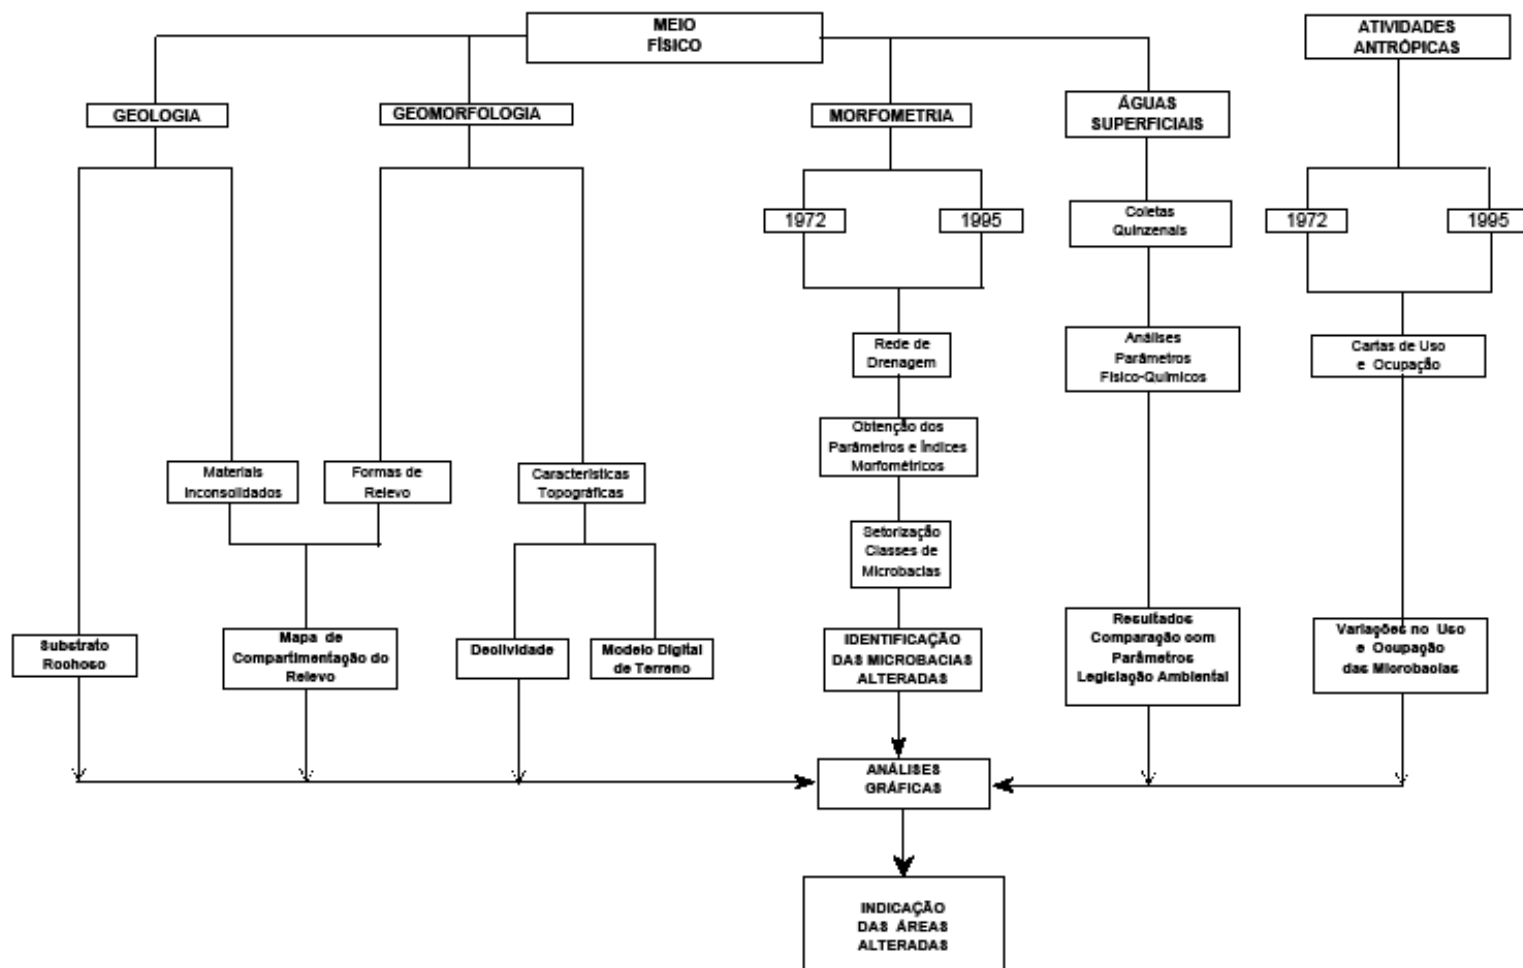 MEIO
FÍSICO
ATIVIDADES
ANTRÓPICAS
GEOLOGIA
GEOMORFOLOGIA
MORFOMETRIA
ÁGUAS
SUPERFICIAIS
1972
1995
Coletas
Quinzenais
1972
1995
Rede de
Drenagem
Análises
Parâmetros
Físico-Químicos
Cartas de Uso
e Ocupação
Obtenção dos
Parâmetros e Índices
Morfométricos
Materiais
Inconsolidados
Formas de
Relevo
Características
Topográficas
Setorização
Classes de
Microbacias
Substrato
Rochoso
Mapa de
Compartimentação do
Relevo
Declividade
Modelo Digital
de Terreno
IDENTIFICAÇÃO
DAS MICROBACIAS
ALTERADAS
Resultados
Comparação com
Parâmetros
Legislação Ambiental
Variações no Uso
e Ocupação
das Microbacias
ANÁLISES
GRÁFICAS
INDICAÇÃO
DAS ÁREAS
ALTERADAS